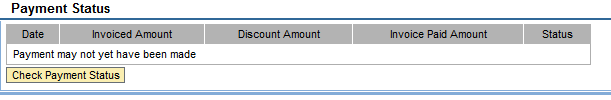 Payment Status
Date Invoiced Amount Discount Amount Invoice Paid Amount Status
Payment may not yet have been made
Check Payment Status